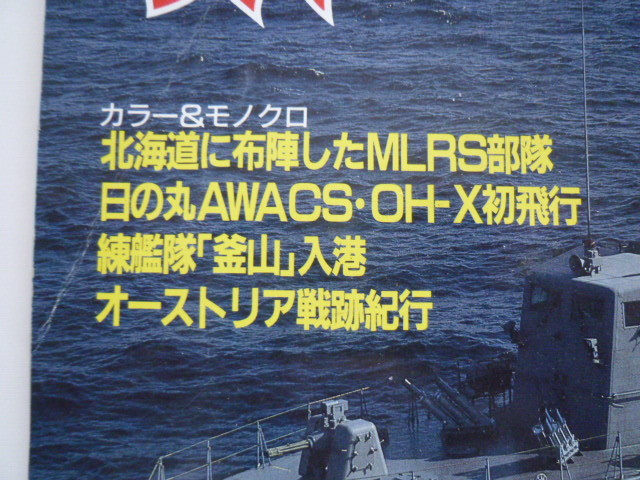 カラー&モノクロ
北海道に布陣したMLRS部隊
日の丸AWACS・OH-X初飛行
練艦隊「釜山」入港
オーストリア戦跡紀行